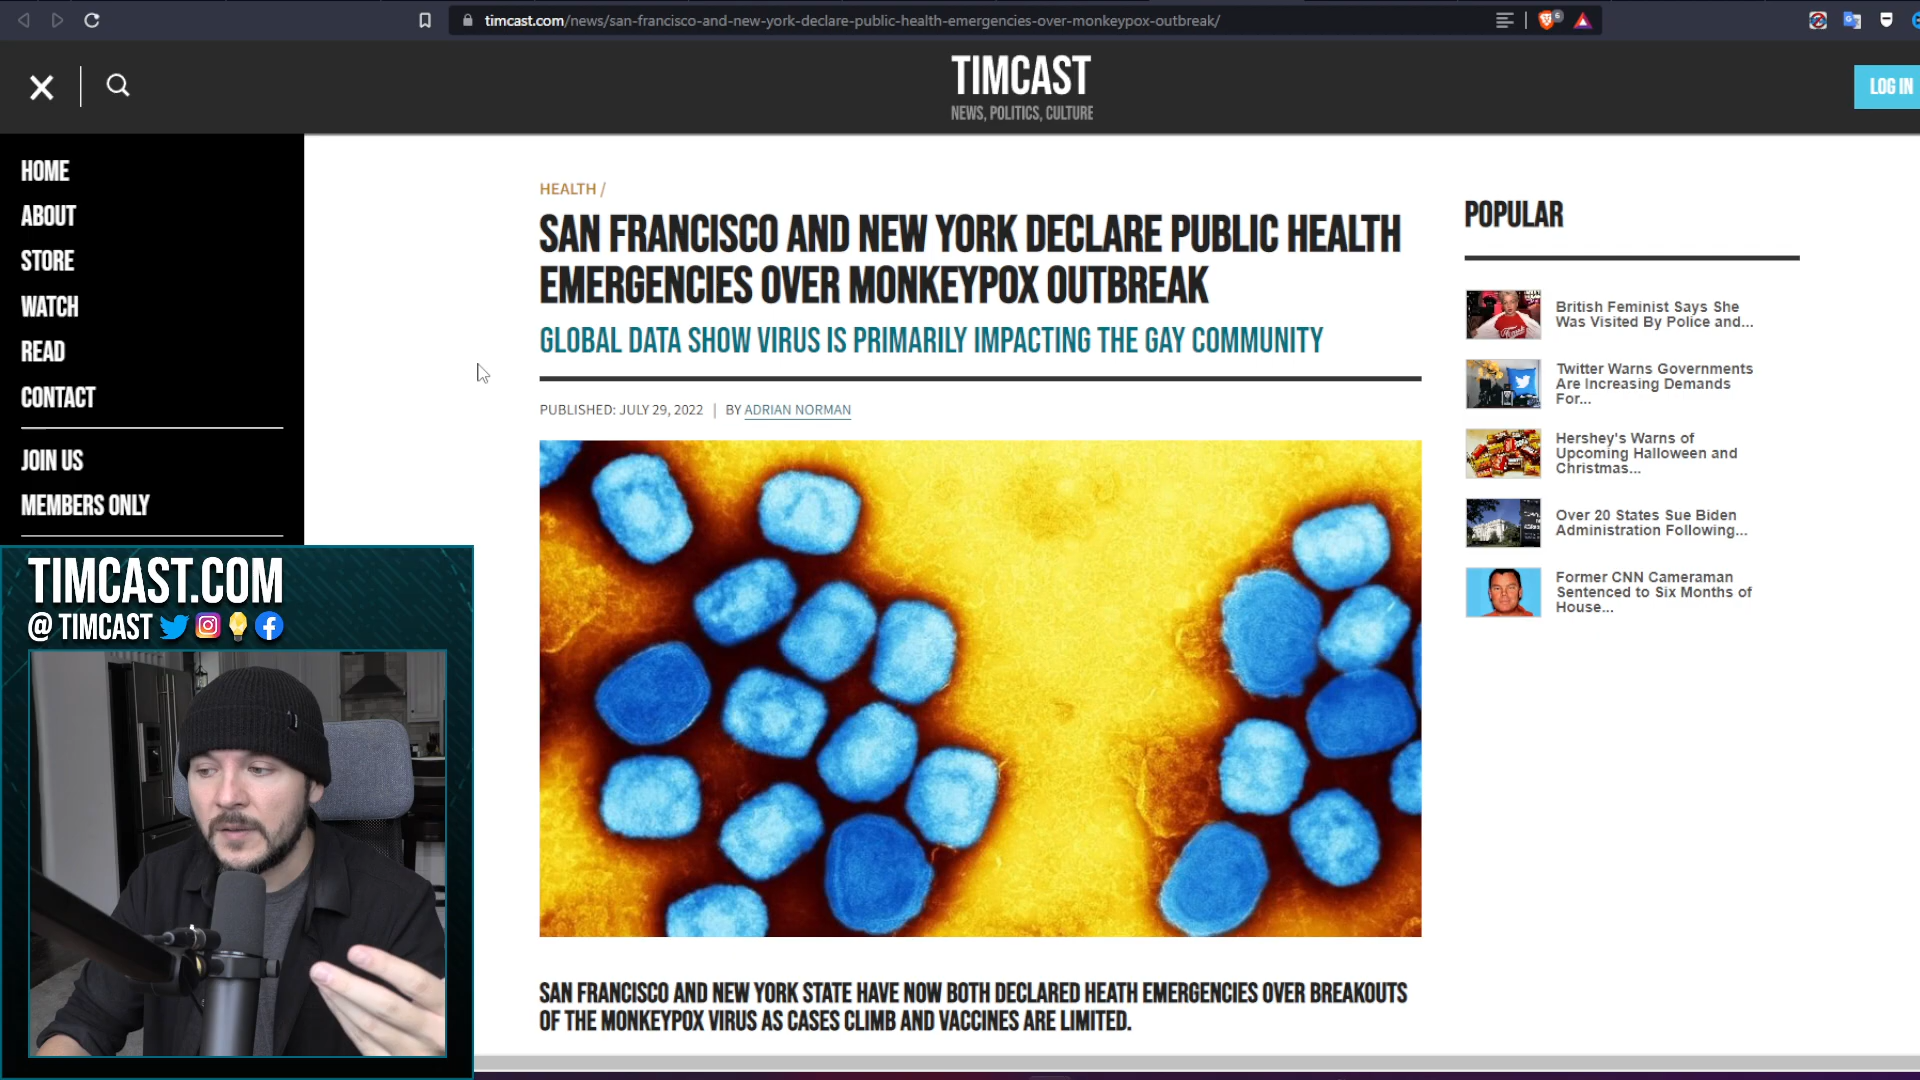 timcast.com/news/san-francisco-and-new-york-declare-public-health-emergencies-over-monkeypox-outbreak/
6
TIMCAST
NEWS, POLITICS, CULTURE
LOG IN
HOME
ABOUT
STORE
WATCH
READ
CONTACT
JOIN US
MEMBERS ONLY
HEALTH /
SAN FRANCISCO AND NEW YORK DECLARE PUBLIC HEALTH
EMERGENCIES OVER MONKEYPOX OUTBREAK
GLOBAL DATA SHOW VIRUS IS PRIMARILY IMPACTING THE GAY COMMUNITY
PUBLISHED: JULY 29, 2022 | BY ADRIAN NORMAN
SAN FRANCISCO AND NEW YORK STATE HAVE NOW BOTH DECLARED HEATH EMERGENCIES OVER BREAKOUTS
OF THE MONKEYPOX VIRUS AS CASES CLIMB AND VACCINES ARE LIMITED.
POPULAR
British Feminist Says She
Was Visited By Police and...
Twitter Warns Governments
Are Increasing Demands
For...
Hershey's Warns of
Upcoming Halloween and
Christmas...
Over 20 States Sue Biden
Administration Following...
Former CNN Cameraman
Sentenced to Six Months of
House...
TIMCAST.COM
@ TIMCAST